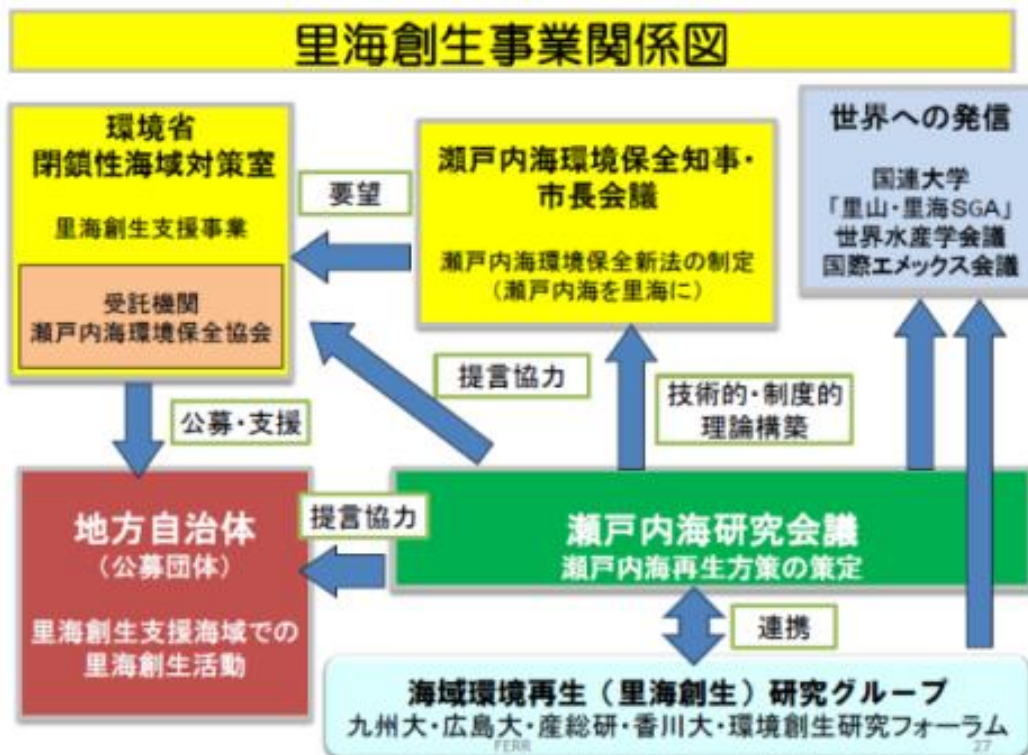 里海創生事業関係図
環境省
閉鎖性海域対策室
里海創生支援事業
受託機関
瀬戸内海環境保全協会
要望
瀬戸内海環境保全知事・
市長会議
瀬戸内海環境保全新法の制定
(瀬戸内海を里海に)
世界への発信
国連大学
「里山・里海SGA」
世界水産学会議
国際エメックス会議
公募・支援
提言協力
技術的・制度的
理論構築
地方自治体
(公募団体)
里海創生支援海域での
里海創生活動
提言協力
瀬戸内海研究会議
瀬戸内海再生方策の策定
連携
海域環境再生(里海創生)研究グループ
九州大・広島大・産総研・香川大・環境創生研究フォーラム
FERR
27